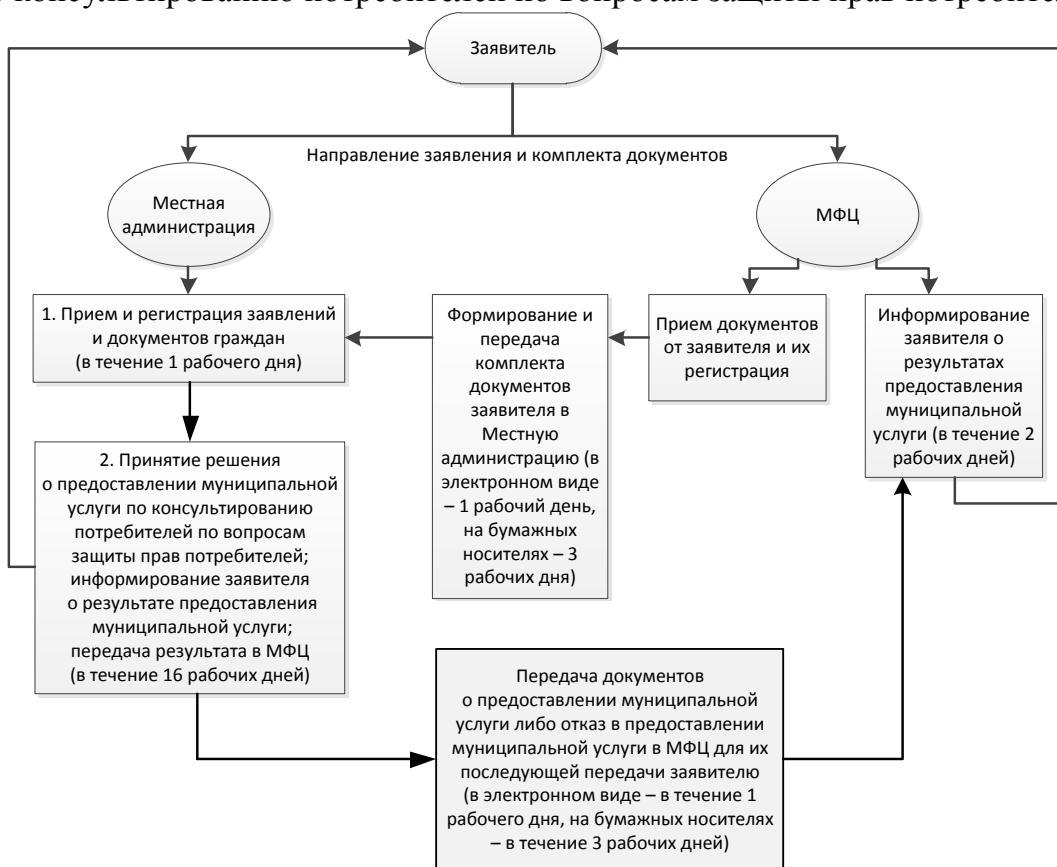 консультированию потребителей по вопросам защиты прав
Заявитель
Направление заявления и комплекта документов
Местная
администрация
МФЦ
1. Прием и регистрация заявлений
и документов граждан
(в течение 1 рабочего дня)
Формирование и
передача
комплекта
документов
заявителя в
Местную
администрацию (в
электронном виде
– 1 рабочий день,
на бумажных
носителях – 3
рабочих дня)
Прием документов
от заявителя и их
регистрация
Информирование
заявителя о
результатах
предоставления
муниципальной
услуги (в течение 2
рабочих дней)
2. Принятие решения
о предоставлении муниципальной
услуги по консультированию
потребителей по вопросам
защиты прав потребителей;
информирование заявителя
о результате предоставления
муниципальной услуги;
передача результата в МФЦ
(в течение 16 рабочих дней)
Передача документов
о предоставлении муниципальной
услуги либо отказ в предоставлении
муниципальной услуги в МФЦ для их
последующей передачи заявителю
(в электронном виде – в течение 1
рабочего дня, на бумажных носителях
– в течение 3 рабочих дней)